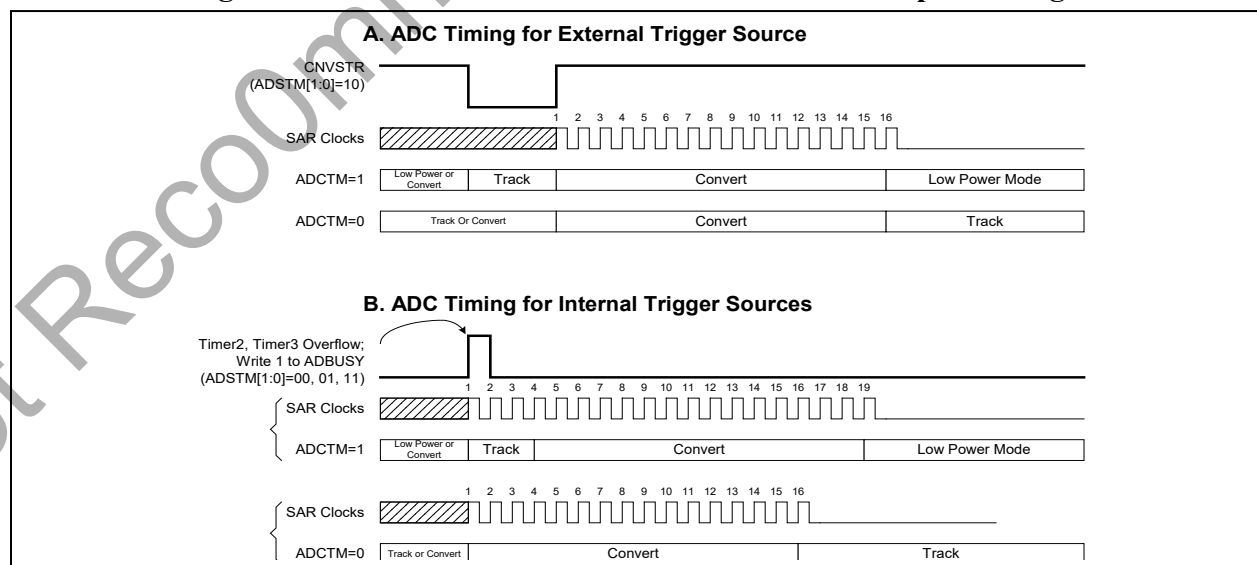 A. ADC Timing for External Trigger Source
CNVSTR
(ADSTM[1:0]=10)
1 2 3 4 5 6 7 8 9 10 11 12 13 14 15 16
SAR Clocks
ADCTM=1
Low Power or
Convert
Track
Convert
Low Power Mode
ADCTM=0
Track Or Convert
Convert
Track
B. ADC Timing for Internal Trigger Sources
Timer2, Timer3 Overflow;
Write 1 to ADBUSY
(ADSTM[1:0]=00, 01, 11)
1 2 3 4 5 6 7 8 9 10 11 12 13 14 15 16 17 18 19
SAR Clocks
ADCTM=1
Low Power or
Convert
Track
Convert
Low Power Mode
1 2 3 4 5 6 7 8 9 10 11 12 13 14 15 16
SAR Clocks
ADCTM=0
Track or Convert
Convert
Track